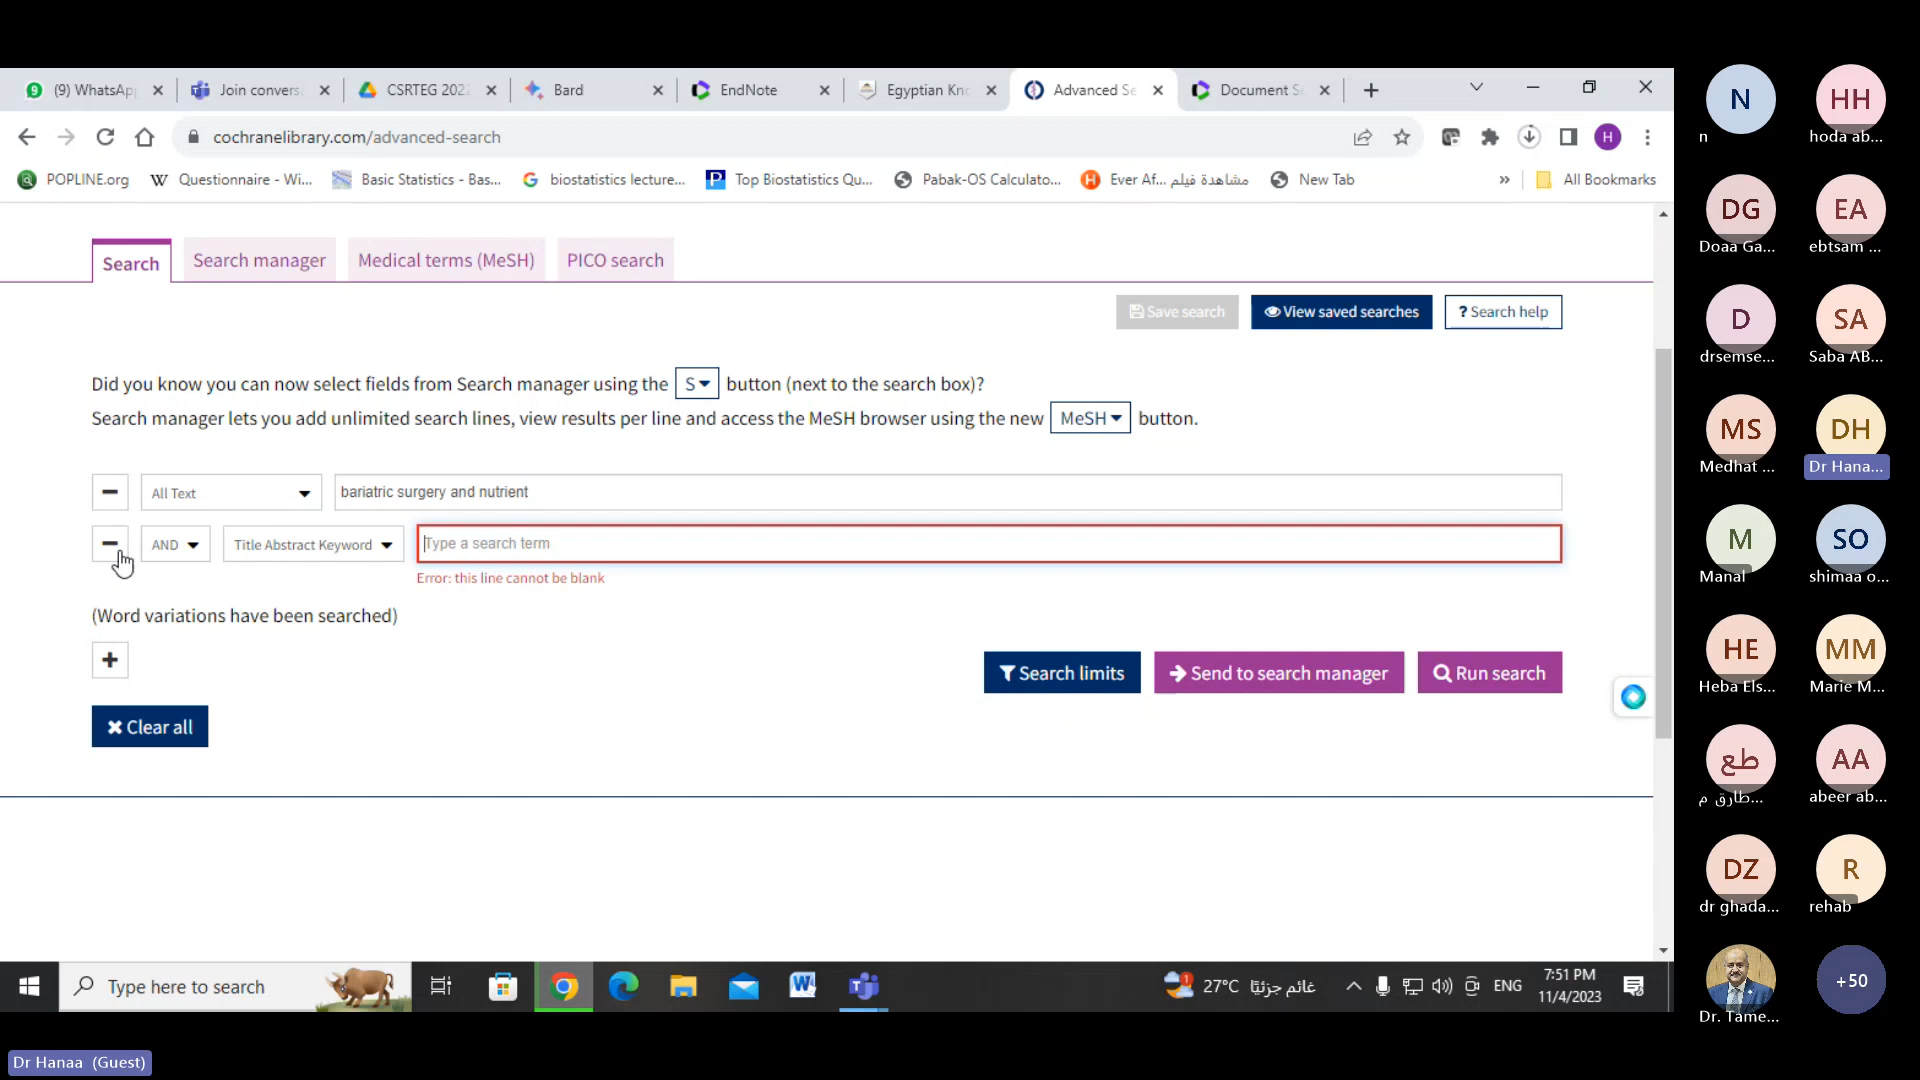 (9) WhatsAp
Join convers
CSRTEG 202
Bard
EndNote
Egyptian Kno
Advanced Se
Document S
cochranelibrary.com/advanced-search
POPLINE.org
Questionnaire - Wi...
Basic Statistics - Bas...
biostatistics lecture...
Top Biostatistics Qu...
Pabak-OS Calculato...
Ever Af... مشاهدة فيلم
New Tab
All Bookmarks
Search
Search manager
Medical terms (MeSH)
PICO search
Save search
View saved searches
? Search help
Did you know you can now select fields from Search manager using the S button (next to the search box)?
Search manager lets you add unlimited search lines, view results per line and access the MeSH browser using the new MeSH button.
All Text
bariatric surgery and nutrient
AND
Title Abstract Keyword
Type a search term
Error: this line cannot be blank
(Word variations have been searched)
Search limits
Send to search manager
Run search
Clear all
Type here to search
27°C غائم جزئيًا
ENG
7:51 PM
11/4/2023
Dr Hanaa (Guest)
N
n
HH
hoda ab...
DG
Doaa Ga...
EA
ebtsam ...
D
drsemse...
SA
Saba AB...
MS
Medhat ...
DH
Dr Hana...
M
Manal
SO
shimaa o...
HE
Heba Els...
MM
Marie M...
طع
طارق م...
AA
abeer ab...
DZ
dr ghada...
R
rehab
Dr. Tame...
+50